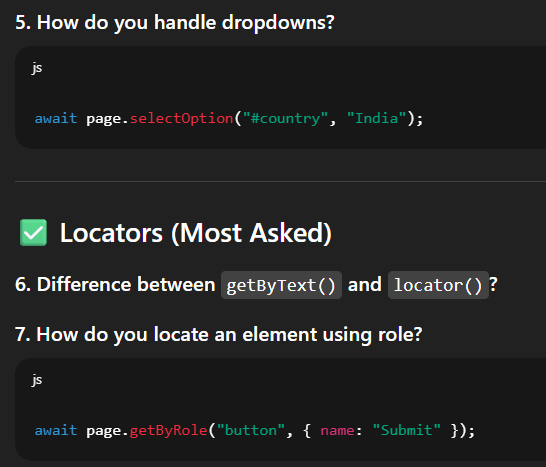 5. How do you handle dropdowns?
js
await page.selectOption("#country", "India");
✅ Locators (Most Asked)
6. Difference between getByText() and locator()?
7. How do you locate an element using role?
js
await page.getByRole("button", { name: "Submit" });